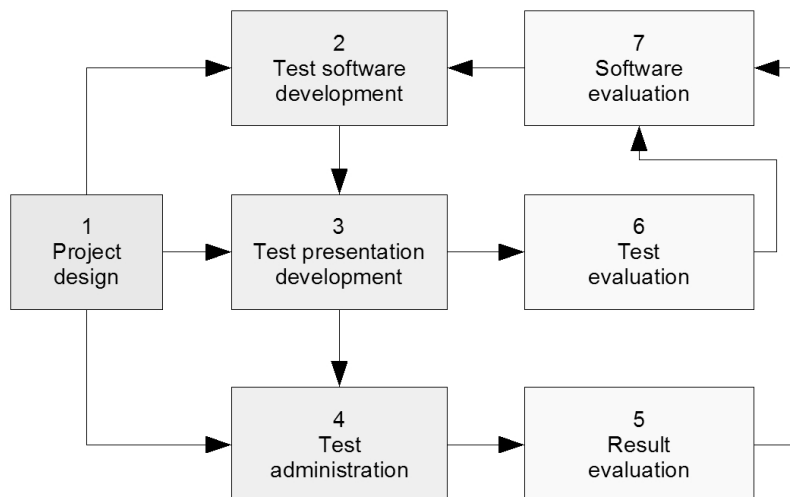 2
Test software
development
7
Software
evaluation
1
Project
design
3
Test presentation
development
6
Test
evaluation
4
Test
administration
5
Result
evaluation